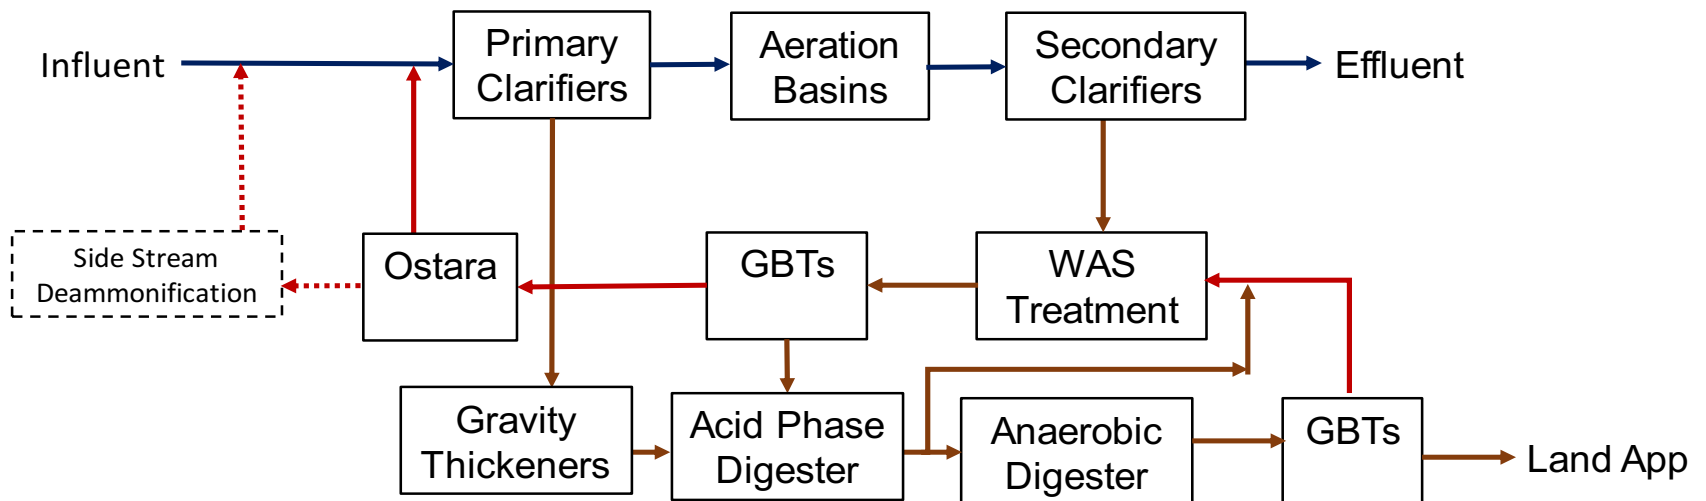 Influent
Primary
Clarifiers
Aeration
Basins
Secondary
Clarifiers
Effluent
Side Stream
Deammonification
Ostara
GBTs
WAS
Treatment
Gravity
Thickeners
Acid Phase
Digester
Anaerobic
Digester
GBTs
Land App